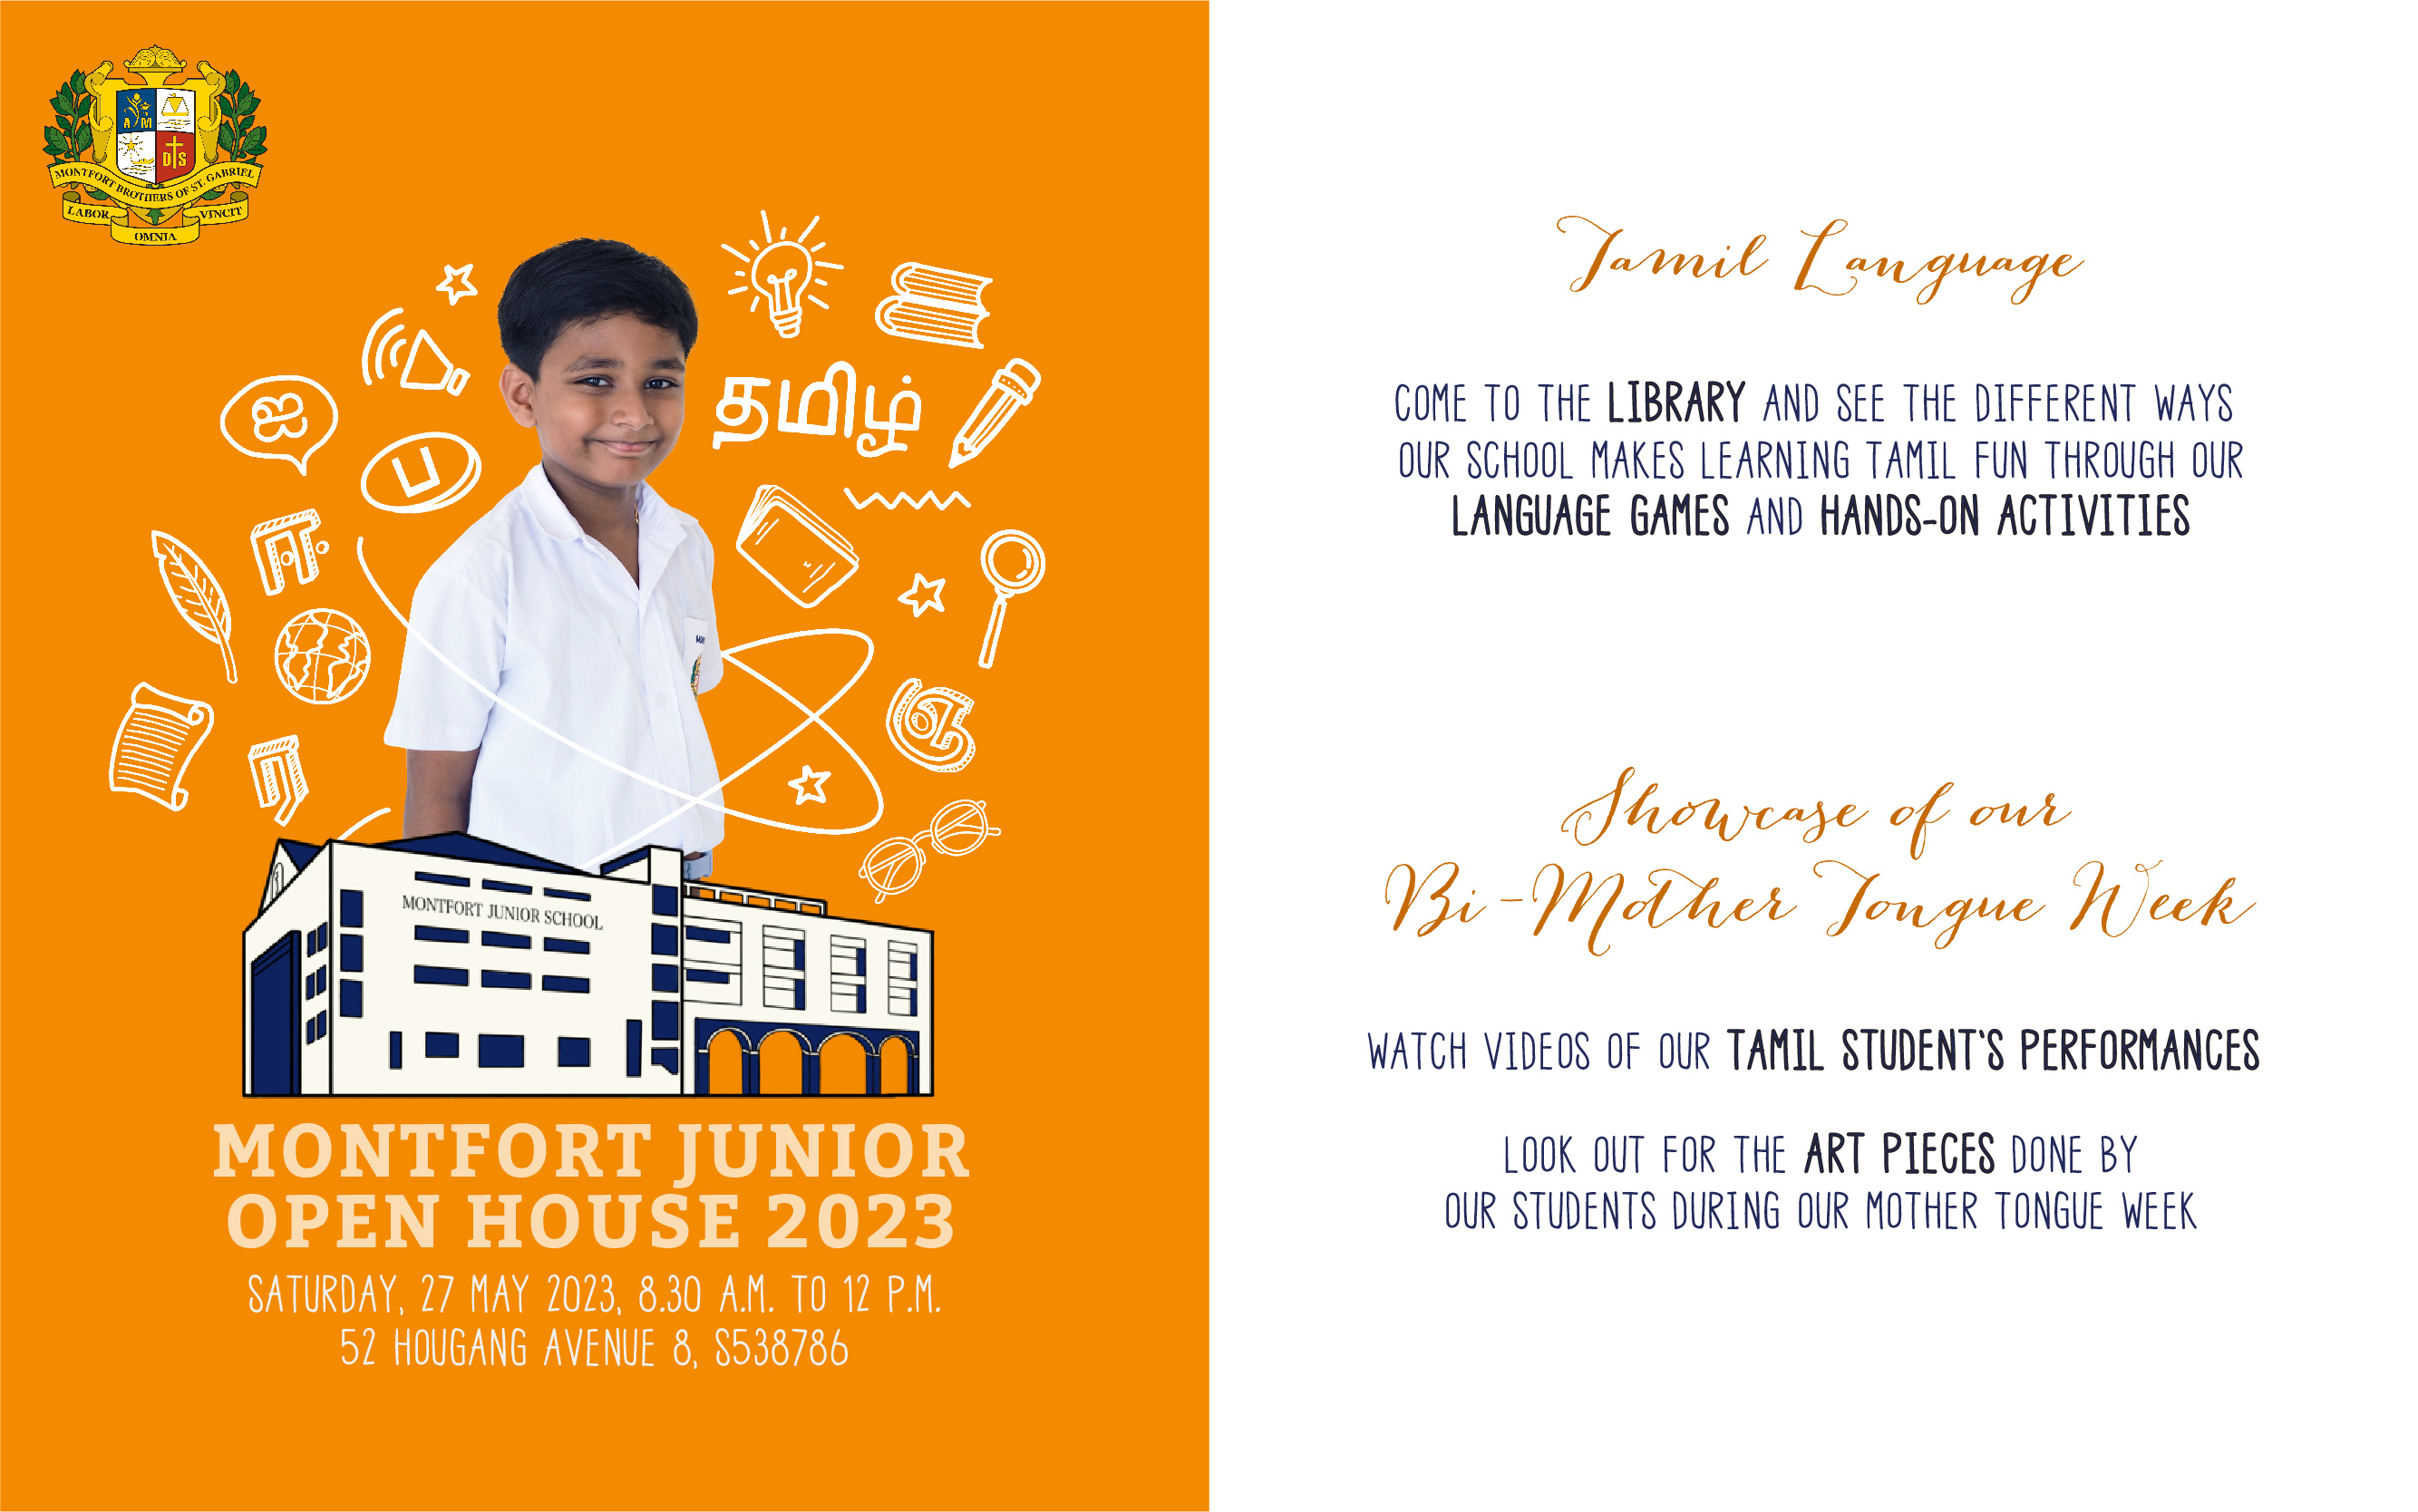 MONTFORT BROTHERS OF ST. GABRIEL
LABOR OMNIA VINCIT
A M
D S
ஐ
ப
தமிழ்
ஈ
ஞ
ர
MONTFORT JUNIOR SCHOOL
MONTFORT JUNIOR
OPEN HOUSE 2023
SATURDAY, 27 MAY 2023, 8.30 A.M. TO 12 P.M.
52 HOUGANG AVENUE 8, S538786
Tamil Language
COME TO THE LIBRARY AND SEE THE DIFFERENT WAYS
OUR SCHOOL MAKES LEARNING TAMIL FUN THROUGH OUR
LANGUAGE GAMES AND HANDS-ON ACTIVITIES
Showcase of our
Bi-Mother Tongue Week
WATCH VIDEOS OF OUR TAMIL STUDENT'S PERFORMANCES
LOOK OUT FOR THE ART PIECES DONE BY
OUR STUDENTS DURING OUR MOTHER TONGUE WEEK